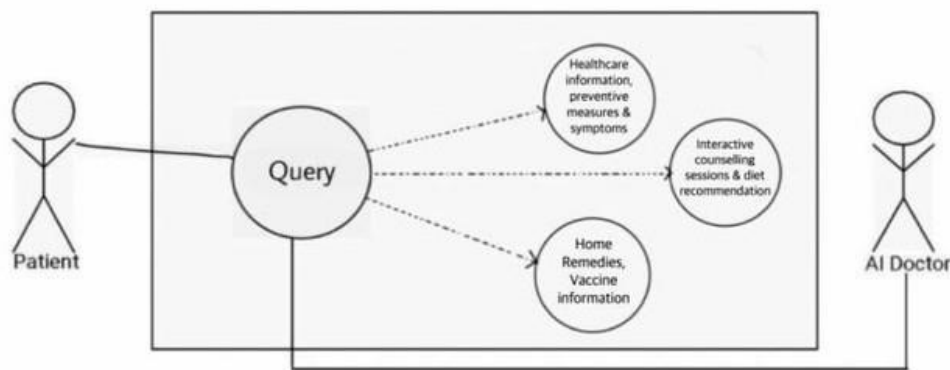 Healthcare
information,
preventive
measures &
symptoms
Query
Interactive
counselling
sessions & diet
recommendation
Home
Remedies,
Vaccine
information
Patient
AI Doctor